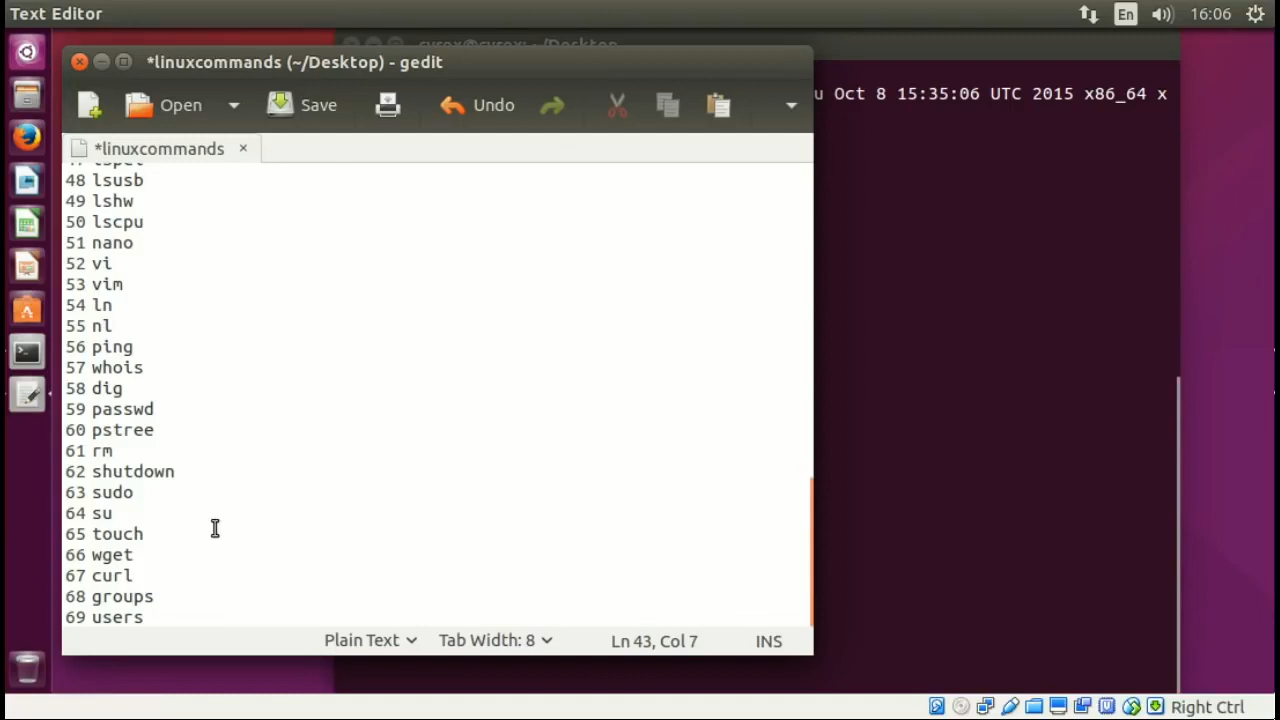 Text Editor
En
16:06
*linuxcommands (~/Desktop) - gedit
Open
Save
Undo
u Oct 8 15:35:06 UTC 2015 x86_64 x
*linuxcommands ×
48 lsusb
49 lshw
50 lscpu
51 nano
52 vi
53 vim
54 ln
55 nl
56 ping
57 whois
58 dig
59 passwd
60 pstree
61 rm
62 shutdown
63 sudo
64 su
65 touch
66 wget
67 curl
68 groups
69 users
Plain Text
Tab Width: 8
Ln 43, Col 7
INS
Right Ctrl